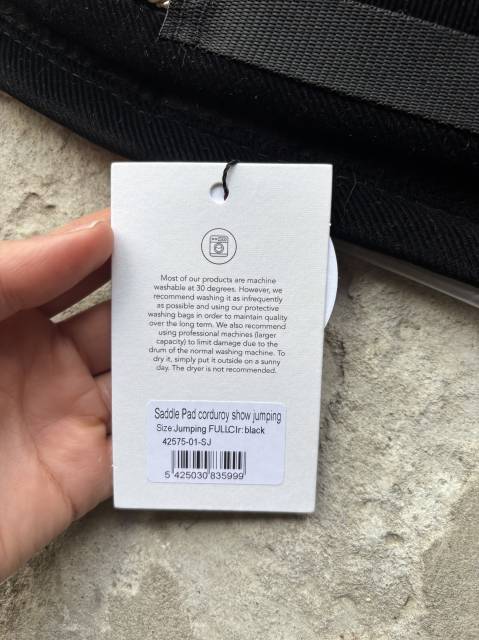 Most of our products are machine
washable at 30 degrees. However, we
recommend washing it as infrequently
as possible and using our protective
washing bags in order to maintain quality
over the long term. We also recommend
using professional machines (larger
capacity) to limit damage due to the
drum of the normal washing machine. To
dry it, simply put it outside on a sunny
day. The dryer is not recommended.
Saddle Pad corduroy show jumping
Size:Jumping FULLClr:black
42575-01-SJ
5 425030 835999